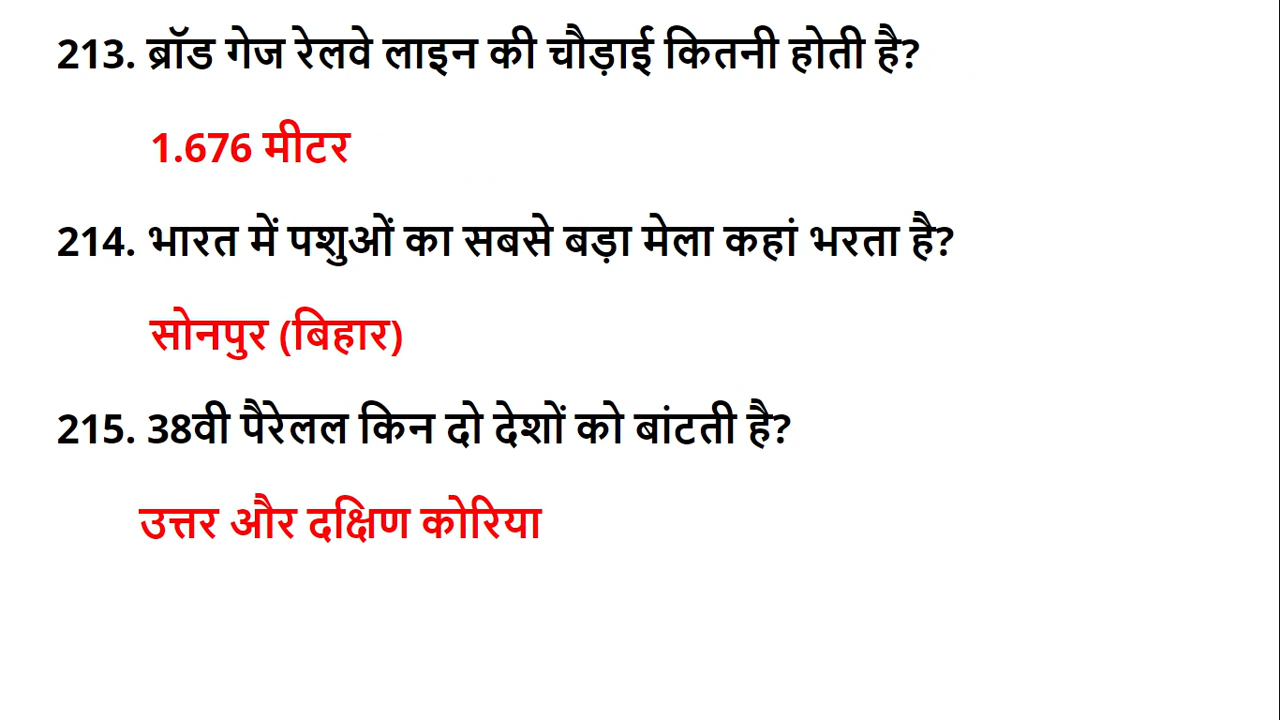 213. ब्रॉड गेज रेलवे लाइन की चौड़ाई कितनी होती है?
1.676 मीटर
214. भारत में पशुओं का सबसे बड़ा मेला कहां भरता है?
सोनपुर (बिहार)
215. 38वी पैरेलल किन दो देशों को बांटती है?
उत्तर और दक्षिण कोरिया